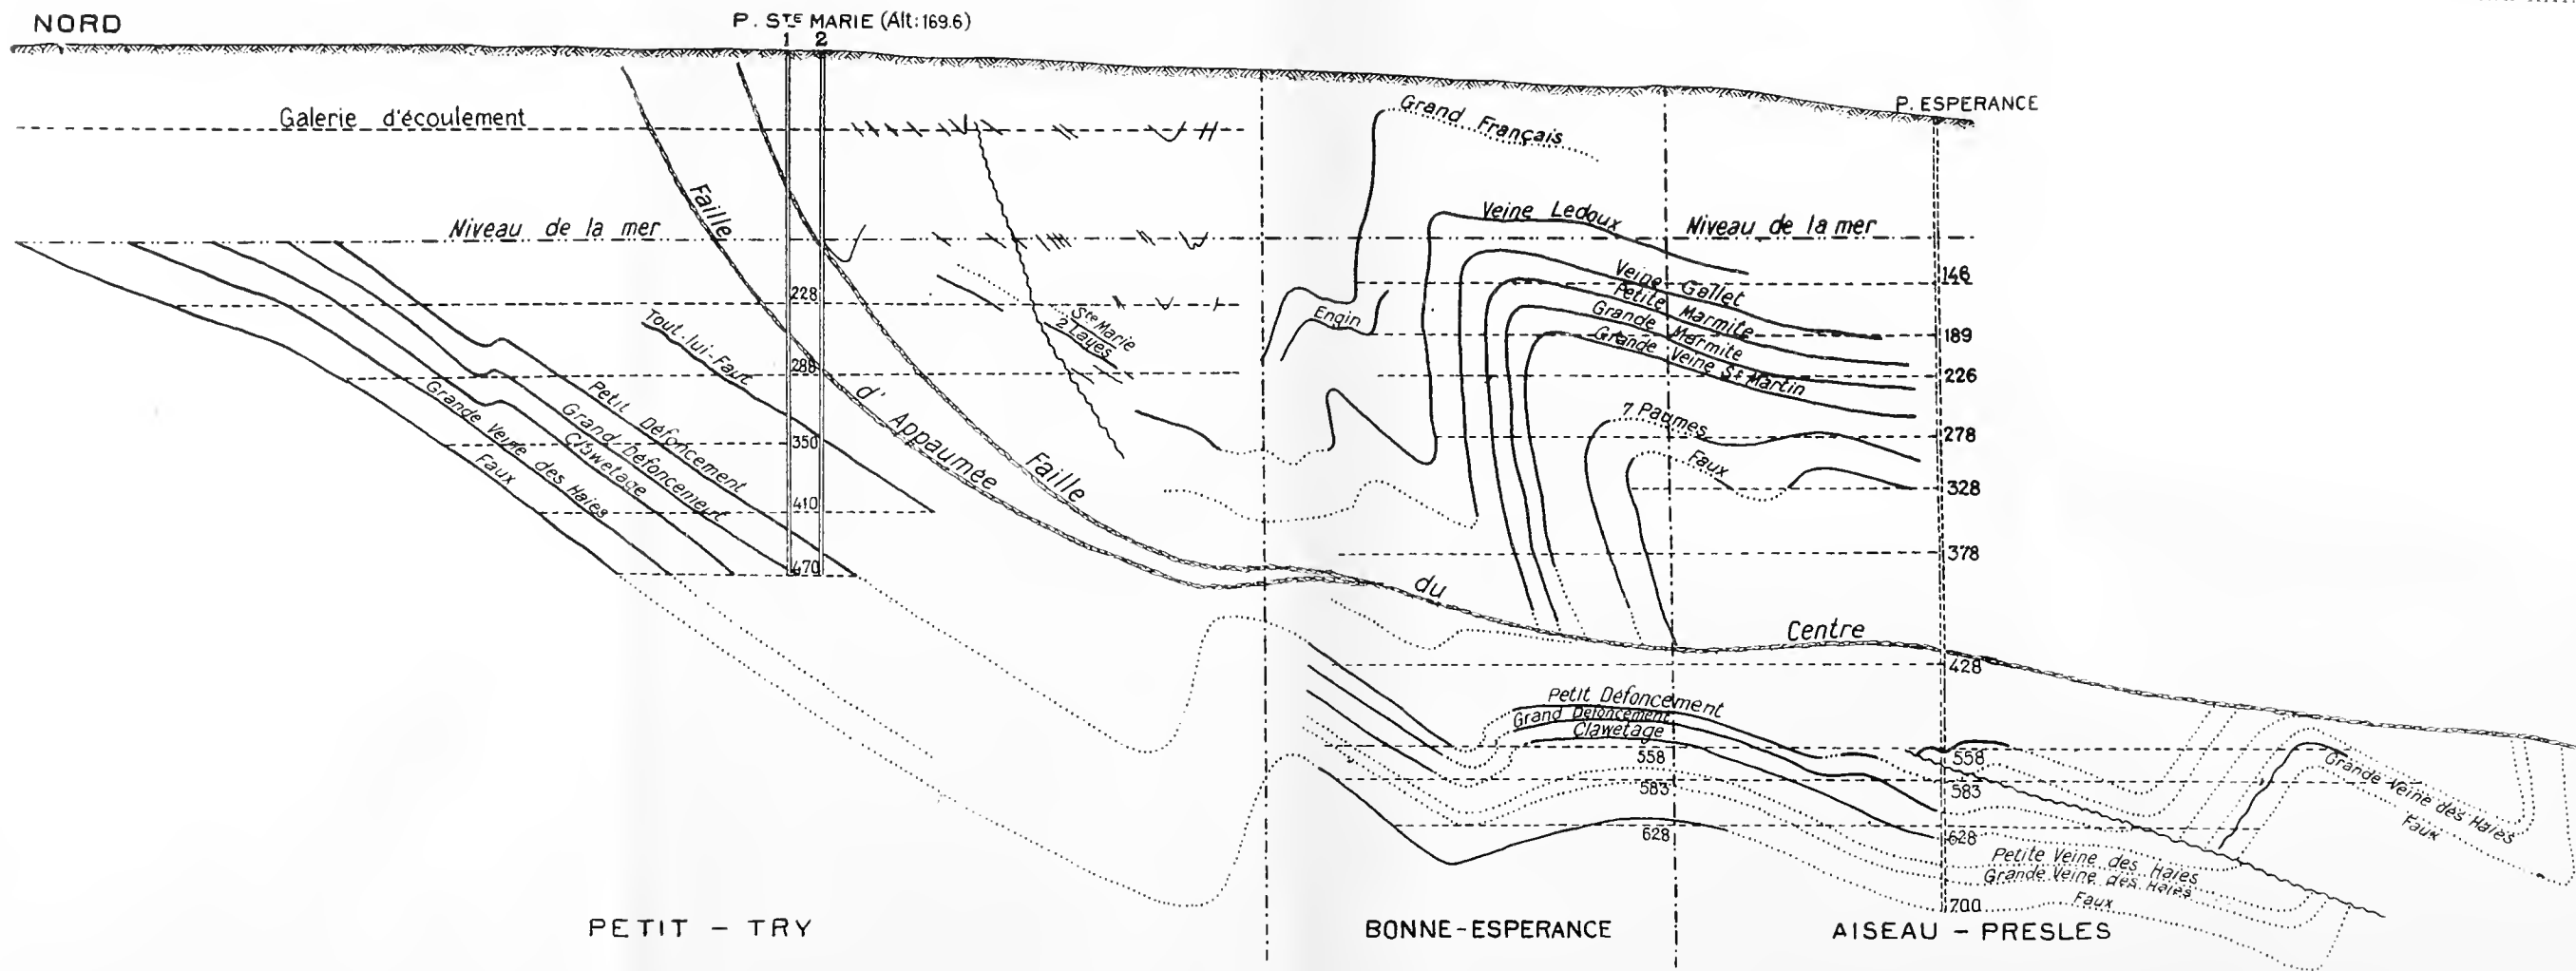 NORD
P. STE MARIE (Alt: 169.6)
1 2
P. ESPERANCE
Galerie d'écoulement
Grand Français
Faille
Niveau de la mer
Veine Ledoux
Niveau de la mer
146
Veine Gallet
Petite Marmite
189
Grande Marmite
Grande Veine St Martin
226
228
Tout-lui-Faut
Ste Marie
2 Layes
Engin
288
d'Appaumée
7 Paumes
278
Faux
328
Petit Défoncement
Grand Défoncement
Clawetage
Grande Veine des Haies
Faux
350
410
470
Faille
378
du
Centre
428
Petit Défoncement
Grand Défoncement
Clawetage
558
583
628
558
583
628
Grande Veine des Haies
Faux
Petite Veine des Haies
Grande Veine des Haies
Faux
700
PETIT - TRY
BONNE-ESPERANCE
AISEAU - PRESLES